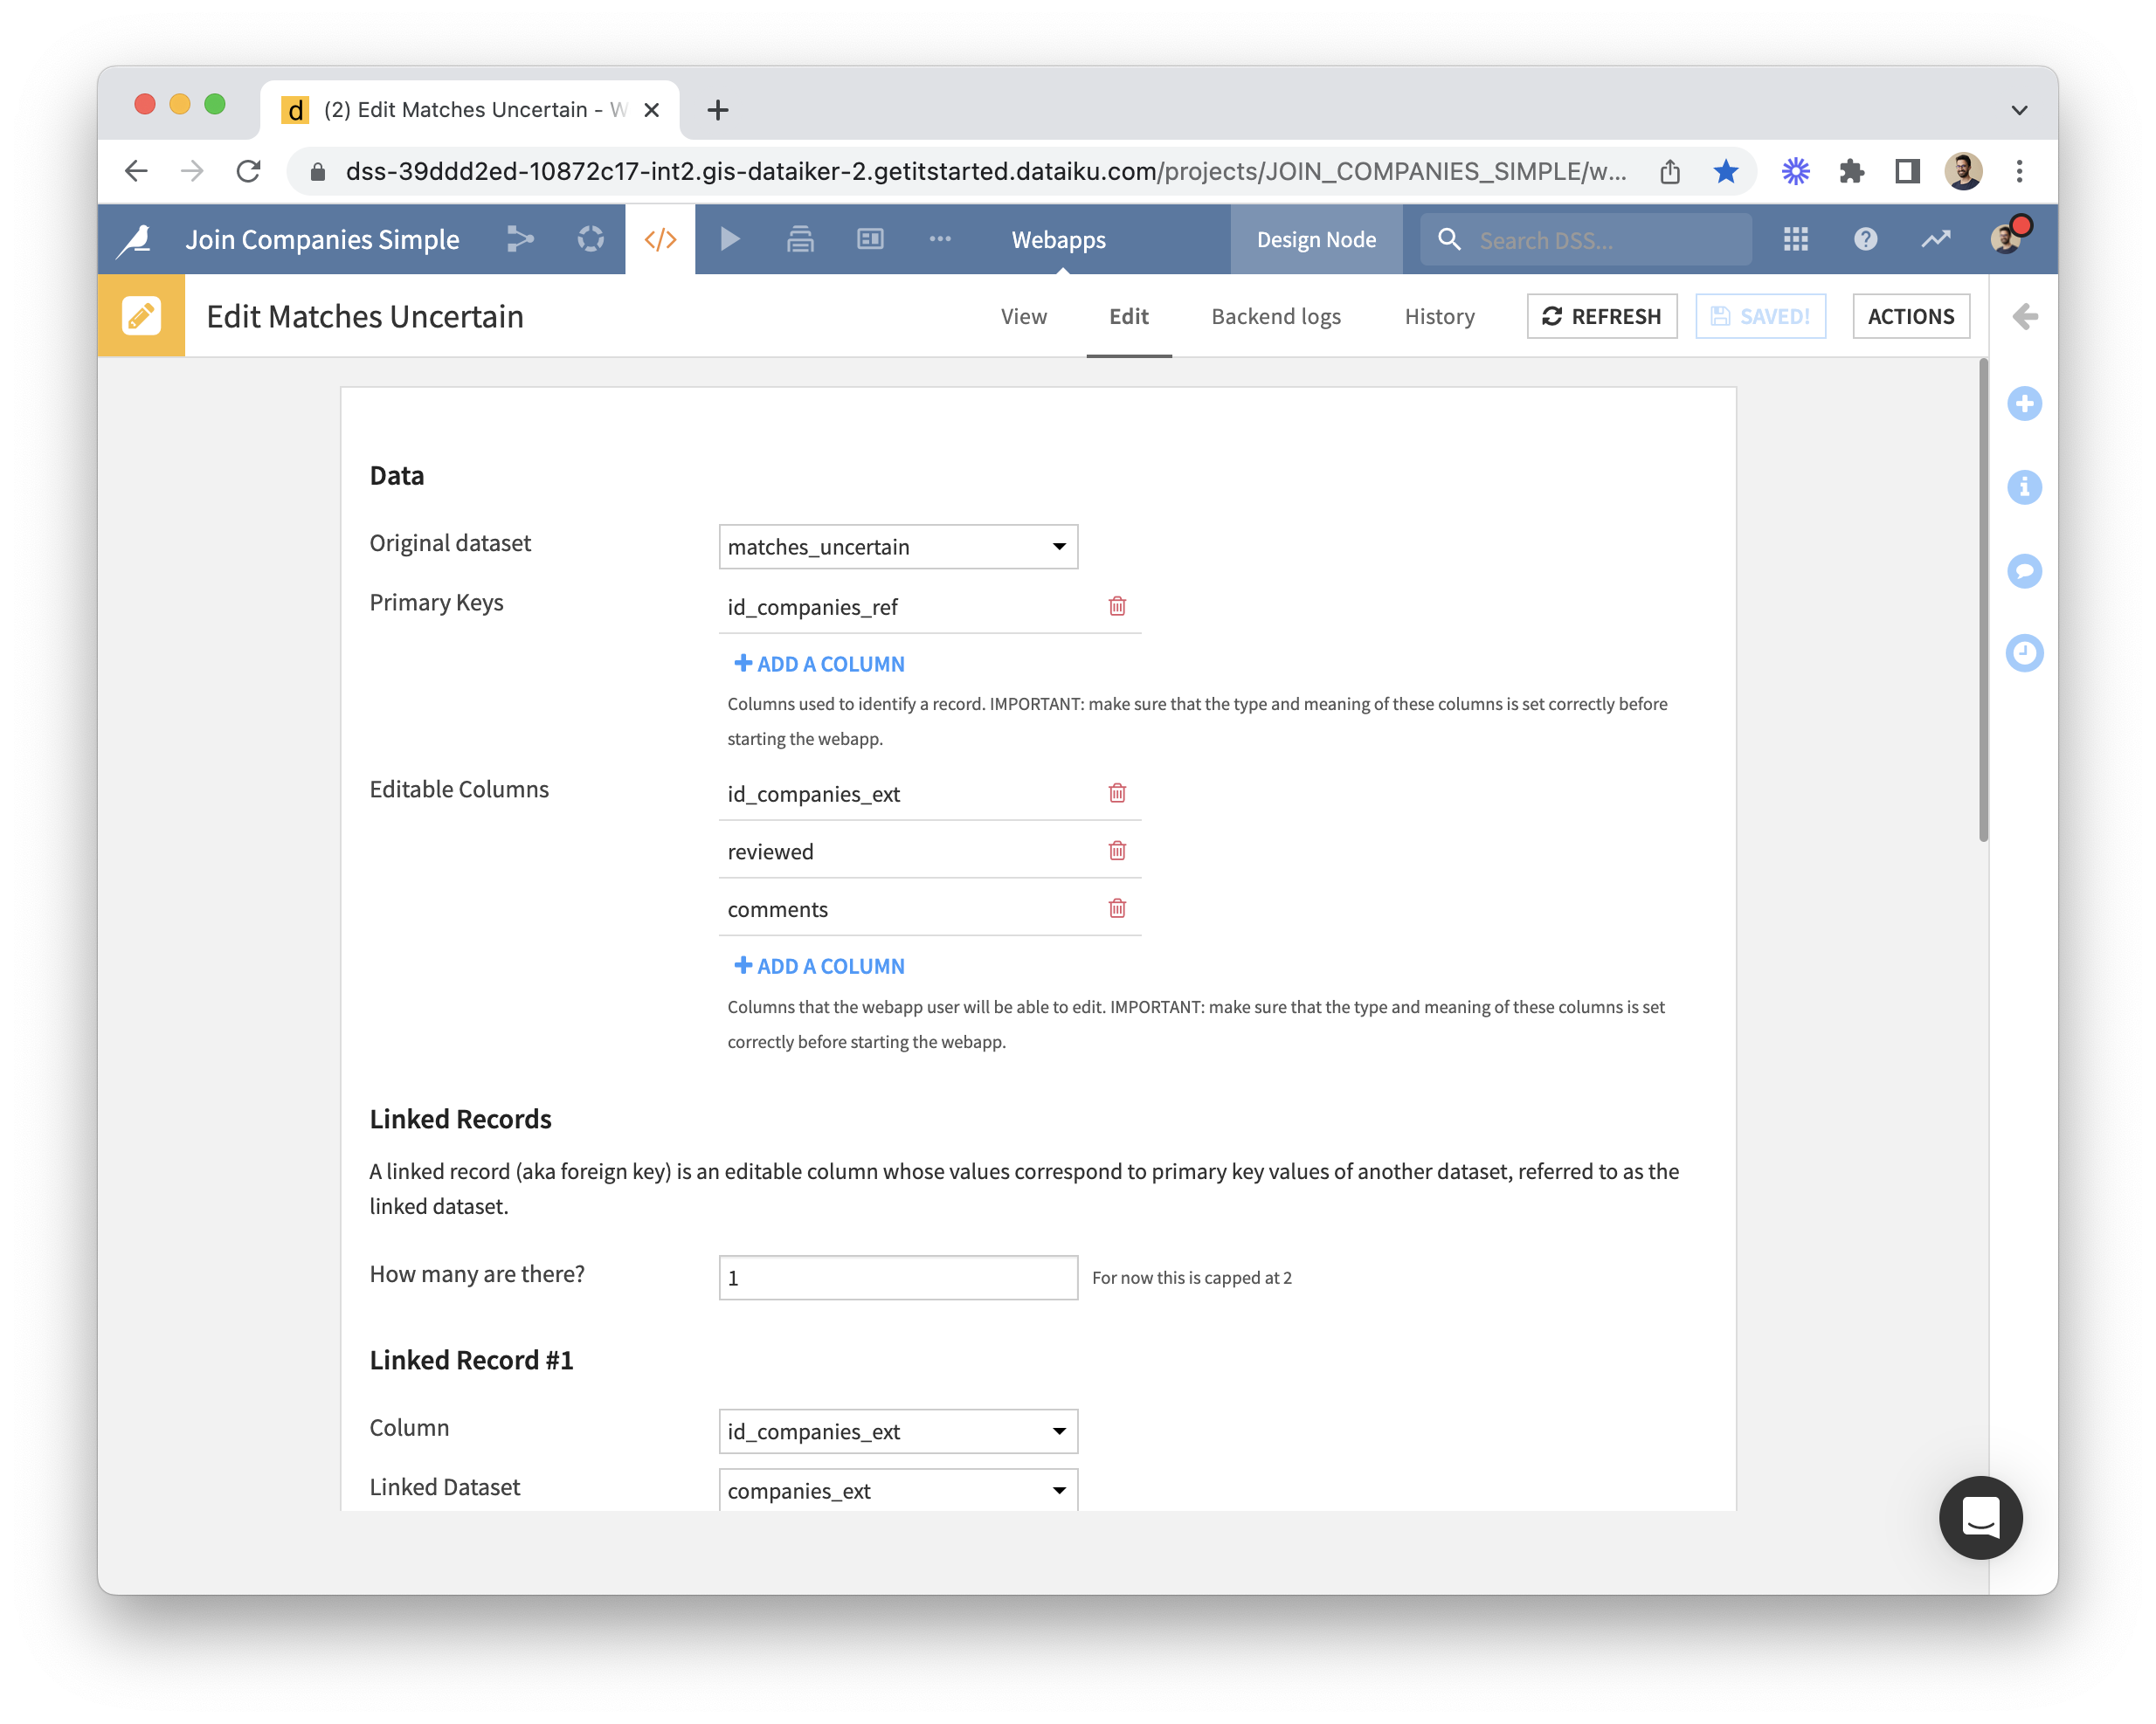 (2) Edit Matches Uncertain - W
dss-39ddd2ed-10872c17-int2.gis-dataiker-2.getitstarted.dataiku.com/projects/JOIN_COMPANIES_SIMPLE/w...
Join Companies Simple
Webapps
Design Node
Search DSS...
Edit Matches Uncertain
View
Edit
Backend logs
History
REFRESH
SAVED!
ACTIONS
Data
Original dataset
matches_uncertain
Primary Keys
id_companies_ref
ADD A COLUMN
Columns used to identify a record. IMPORTANT: make sure that the type and meaning of these columns is set correctly before
starting the webapp.
Editable Columns
id_companies_ext
reviewed
comments
ADD A COLUMN
Columns that the webapp user will be able to edit. IMPORTANT: make sure that the type and meaning of these columns is set
correctly before starting the webapp.
Linked Records
A linked record (aka foreign key) is an editable column whose values correspond to primary key values of another dataset, referred to as the
linked dataset.
How many are there?
1
For now this is capped at 2
Linked Record #1
Column
id_companies_ext
Linked Dataset
companies_ext